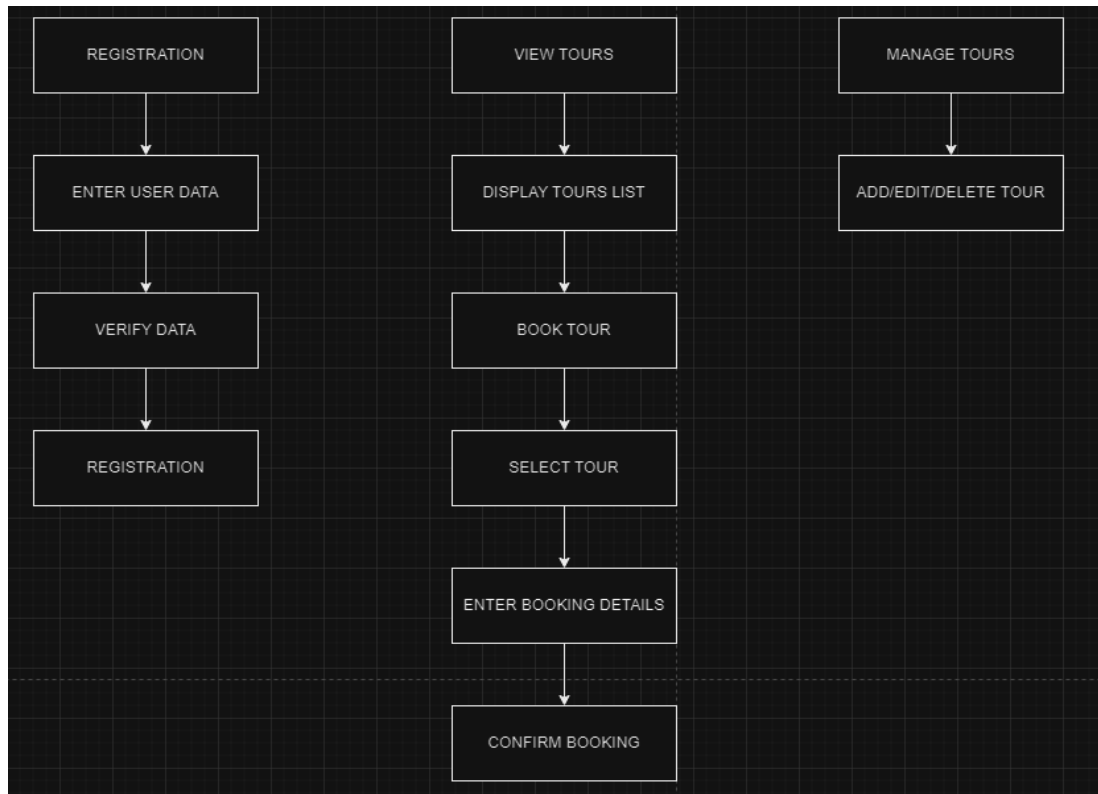 REGISTRATION
ENTER USER DATA
VERIFY DATA
REGISTRATION
VIEW TOURS
DISPLAY TOURS LIST
BOOK TOUR
SELECT TOUR
ENTER BOOKING DETAILS
CONFIRM BOOKING
MANAGE TOURS
ADD/EDIT/DELETE TOUR